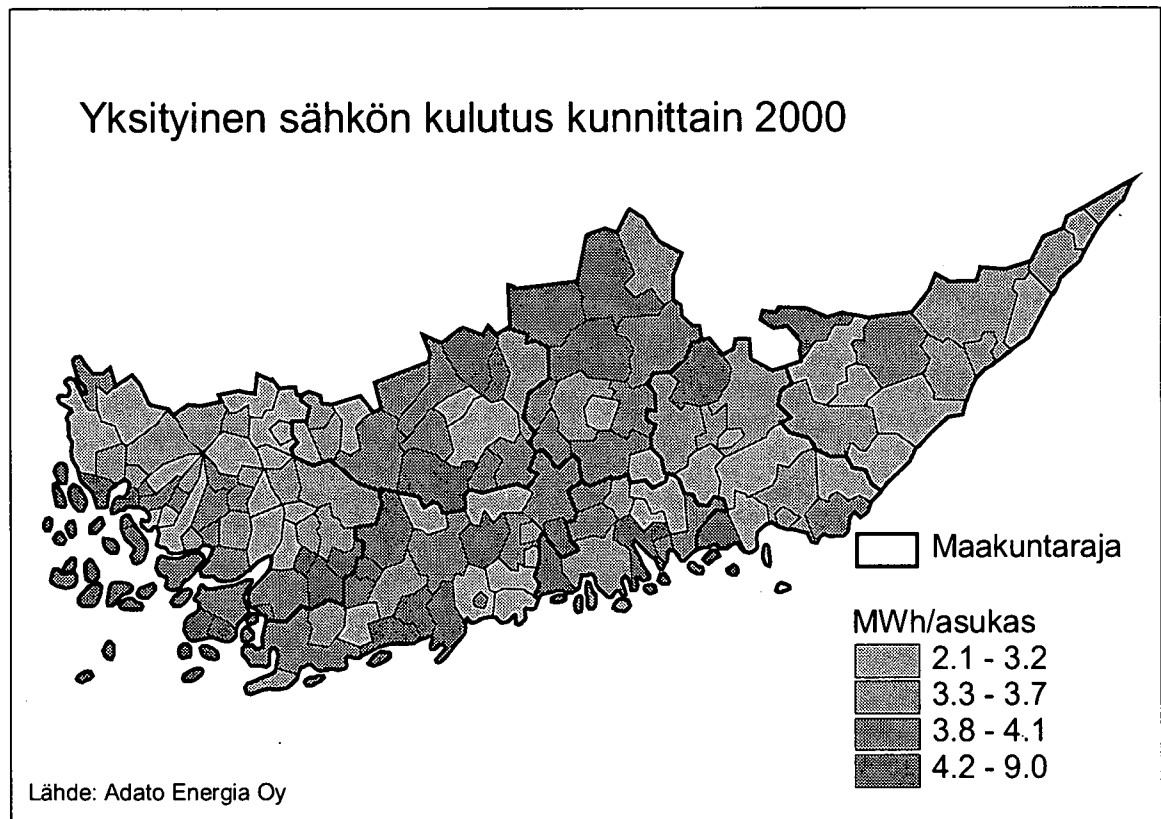 Yksityinen sähkön kulutus kunnittain 2000
Maakuntaraja
MWh/asukas
2.1 - 3.2
3.3 - 3.7
3.8 - 4.1
4.2 - 9.0
Lähde: Adato Energia Oy